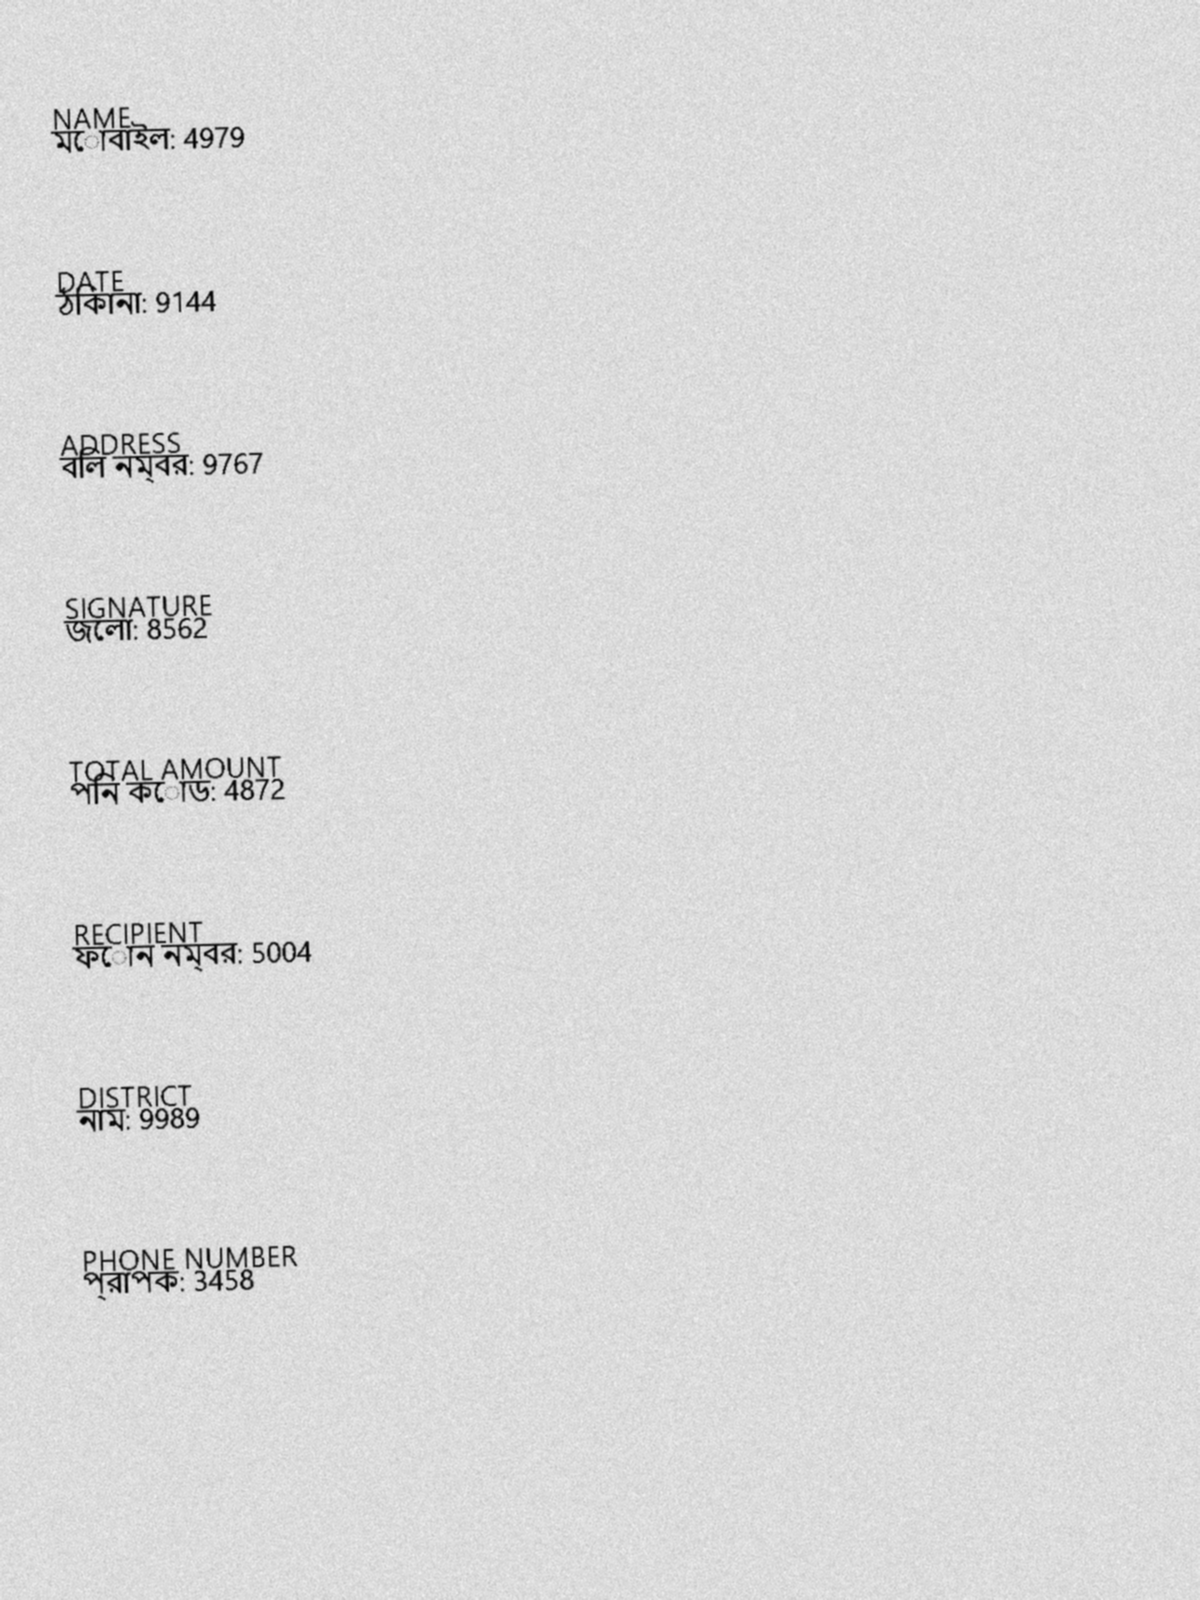 NAME
মোবাইল: 4979
DATE
ঠিকানা: 9144
ADDRESS
বিল নম্বর: 9767
SIGNATURE
জেলা: 8562
TOTAL AMOUNT
পিন কোড: 4872
RECIPIENT
ফোন নম্বর: 5004
DISTRICT
নাম: 9989
PHONE NUMBER
প্রাপক: 3458